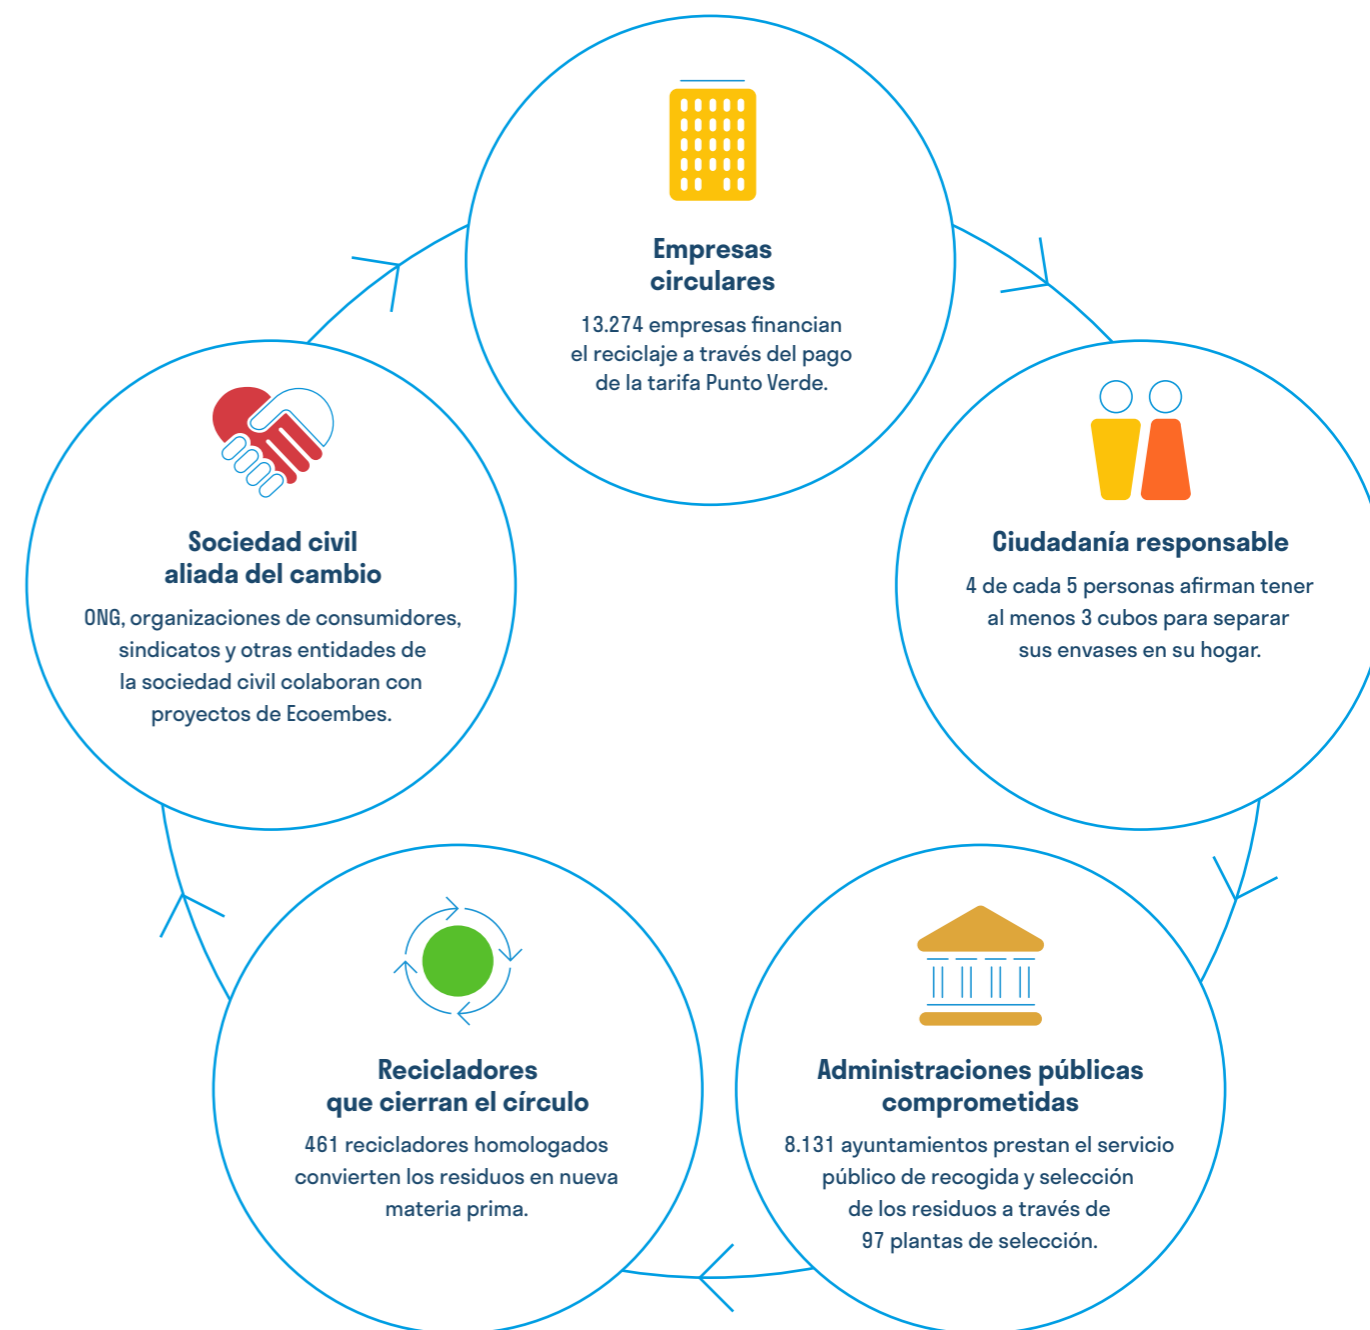 Empresas
circulares
13.274 empresas financian
el reciclaje a través del pago
de la tarifa Punto Verde.
Ciudadanía responsable
4 de cada 5 personas afirman tener
al menos 3 cubos para separar
sus envases en su hogar.
Administraciones públicas
comprometidas
8.131 ayuntamientos prestan el servicio
público de recogida y selección
de los residuos a través de
97 plantas de selección.
Recicladores
que cierran el círculo
461 recicladores homologados
convierten los residuos en nueva
materia prima.
Sociedad civil
aliada del cambio
ONG, organizaciones de consumidores,
sindicatos y otras entidades de
la sociedad civil colaboran con
proyectos de Ecoembes.